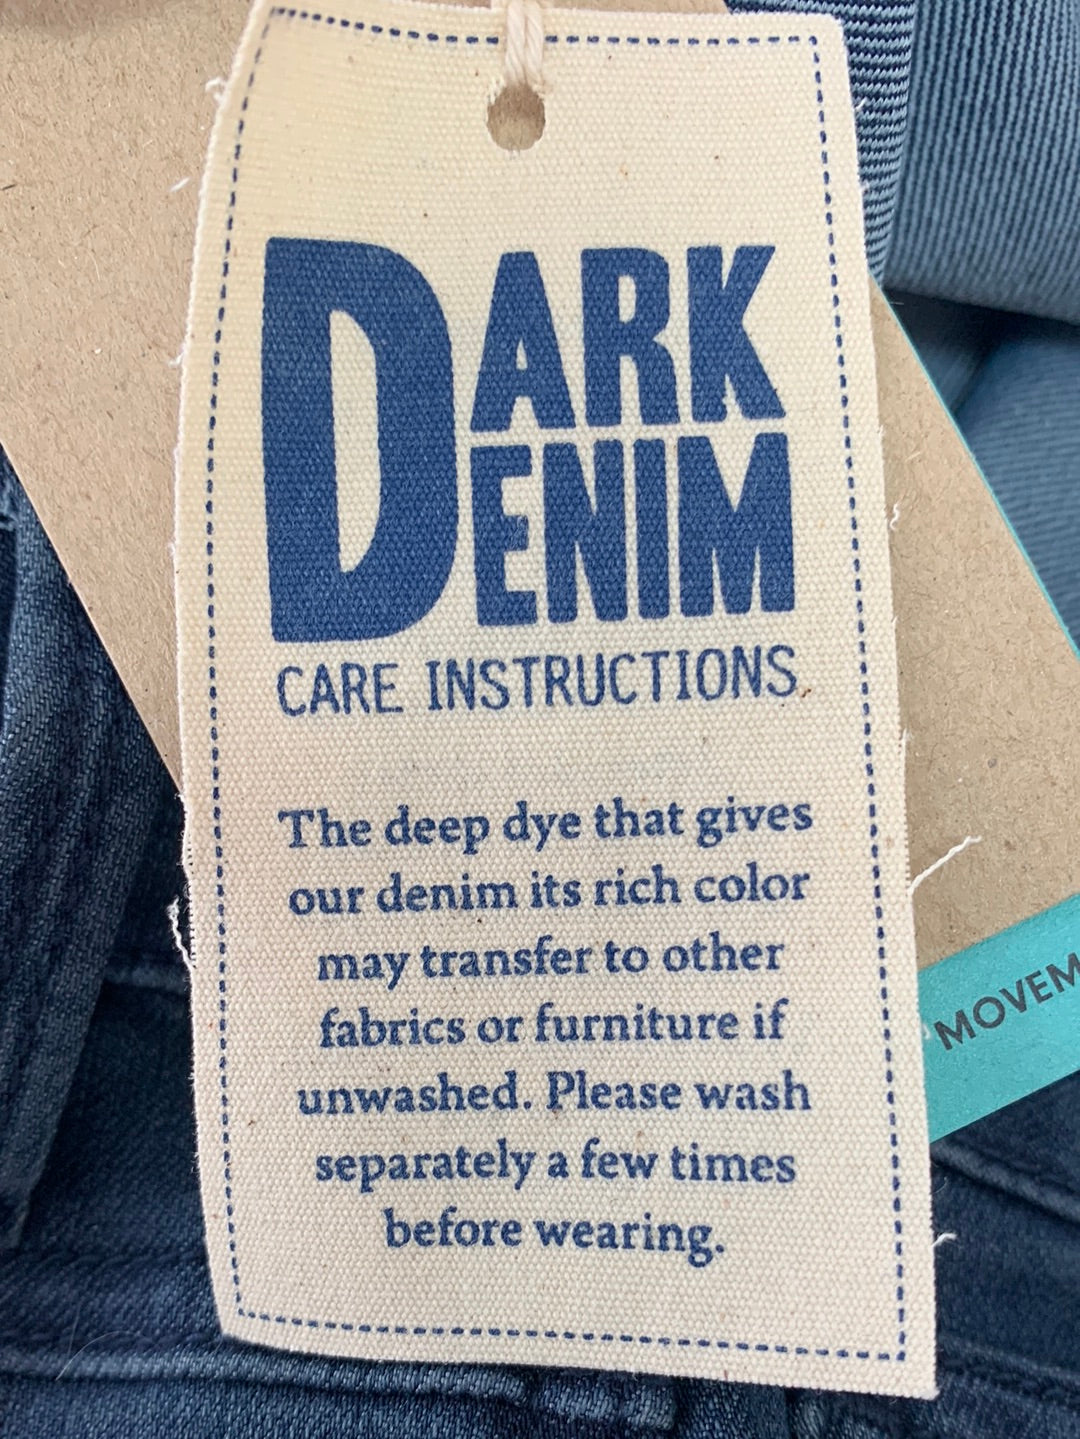 DARK
DENIM
CARE INSTRUCTIONS
The deep dye that gives
our denim its rich color
may transfer to other
fabrics or furniture if
unwashed. Please wash
separately a few times
before wearing.
MOVEM